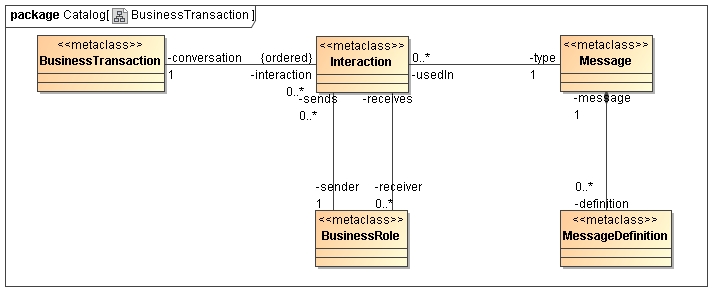 package Catalog[ BusinessTransaction ]
<<metaclass>>
BusinessTransaction
-conversation
1
{ordered}
-interaction
0..*
<<metaclass>>
Interaction
0..*
-usedIn
-type
1
<<metaclass>>
Message
-sends
0..*
-receives
-message
1
-sender
1
-receiver
0..*
0..*
-definition
<<metaclass>>
BusinessRole
<<metaclass>>
MessageDefinition